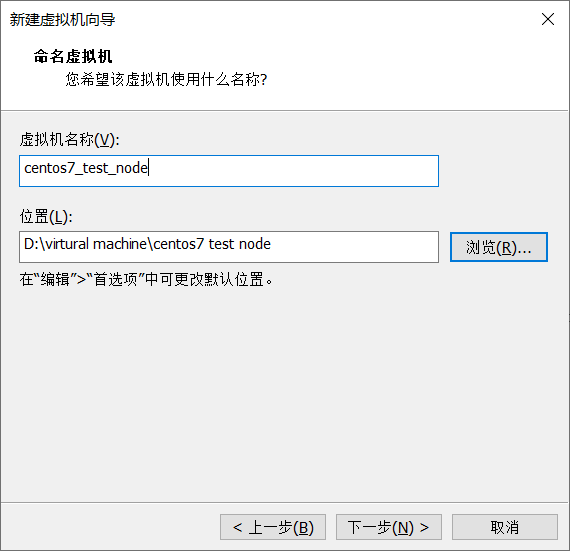 新建虚拟机向导
命名虚拟机
您希望该虚拟机使用什么名称?
虚拟机名称(V):
centos7_test_node
位置(L):
D:\virtural machine\centos7 test node
浏览(R)...
在“编辑”>“首选项”中可更改默认位置。
< 上一步(B)
下一步(N) >
取消